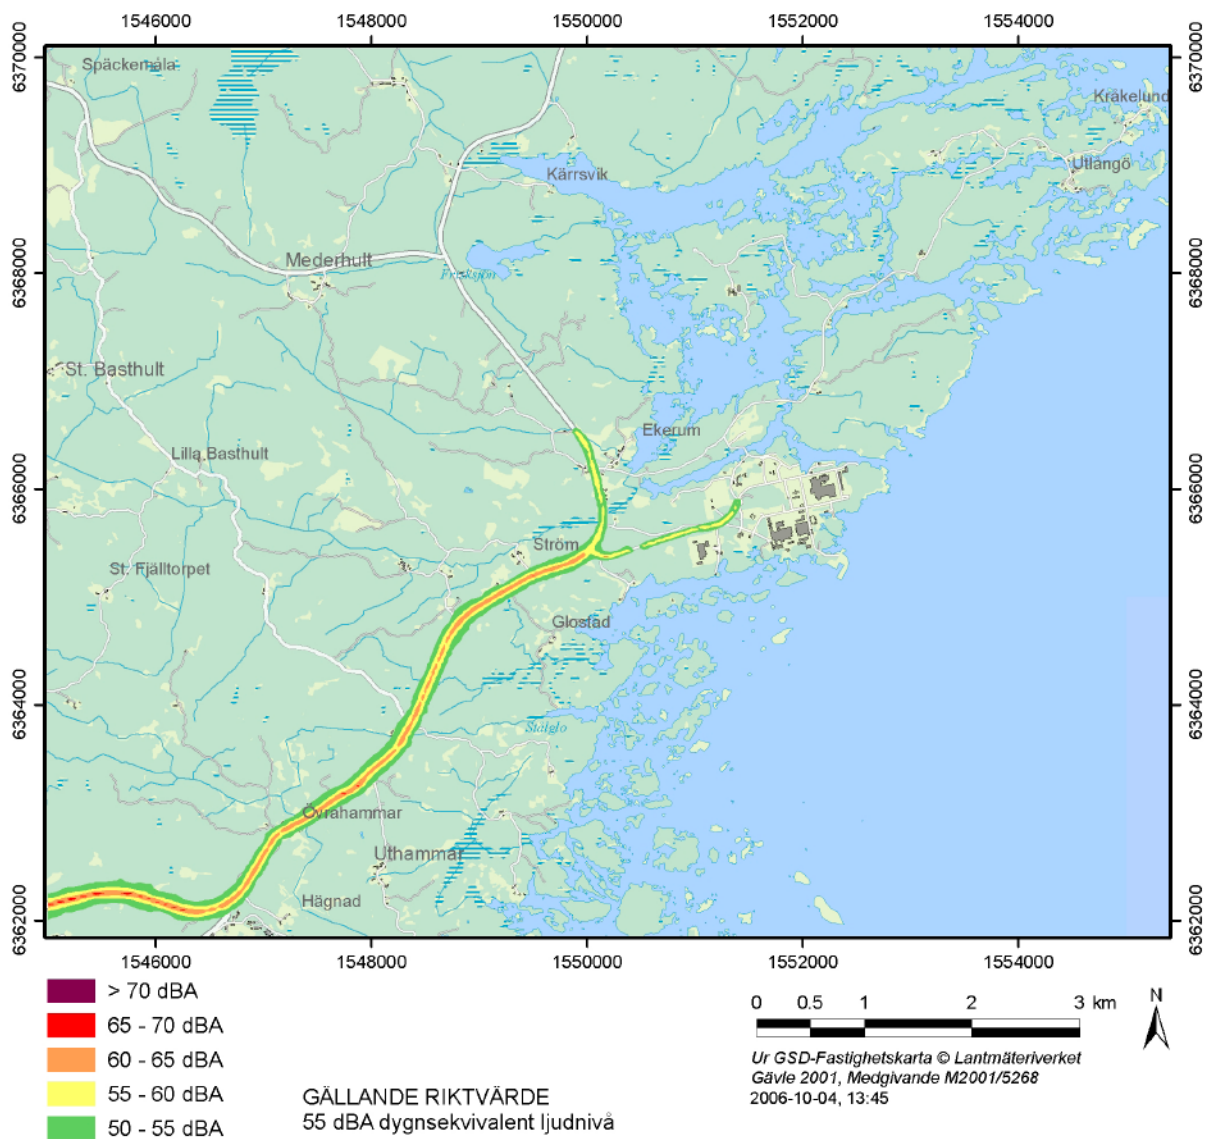 1546000 1548000 1550000 1552000 1554000
6370000 6370000
Späckemåla
Kråkelund
Utlångö
Kärrsvik
Mederhult
6368000 6368000
Frisksjön
St. Basthult
Ekerum
Lilla Basthult
6366000 6366000
Ström
St. Fjälltorpet
Glostad
6364000 6364000
Stålglo
Övrahammar
Uthammar
Hägnad
6362000 6362000
1546000 1548000 1550000 1552000 1554000
> 70 dBA
65 - 70 dBA
60 - 65 dBA
55 - 60 dBA
50 - 55 dBA
GÄLLANDE RIKTVÄRDE
55 dBA dygnsekvivalent ljudnivå
0 0.5 1 2 3 km
N
Ur GSD-Fastighetskarta © Lantmäteriverket
Gävle 2001, Medgivande M2001/5268
2006-10-04, 13:45